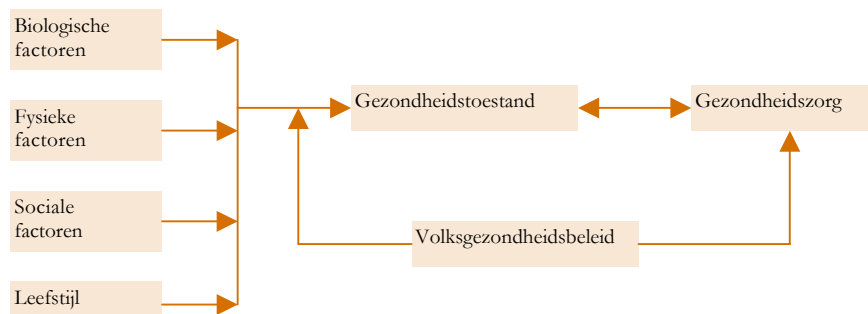 Biologische
factoren
Fysieke
factoren
Sociale
factoren
Leefstijl
Gezondheidstoestand
Gezondheidszorg
Volksgezondheidsbeleid